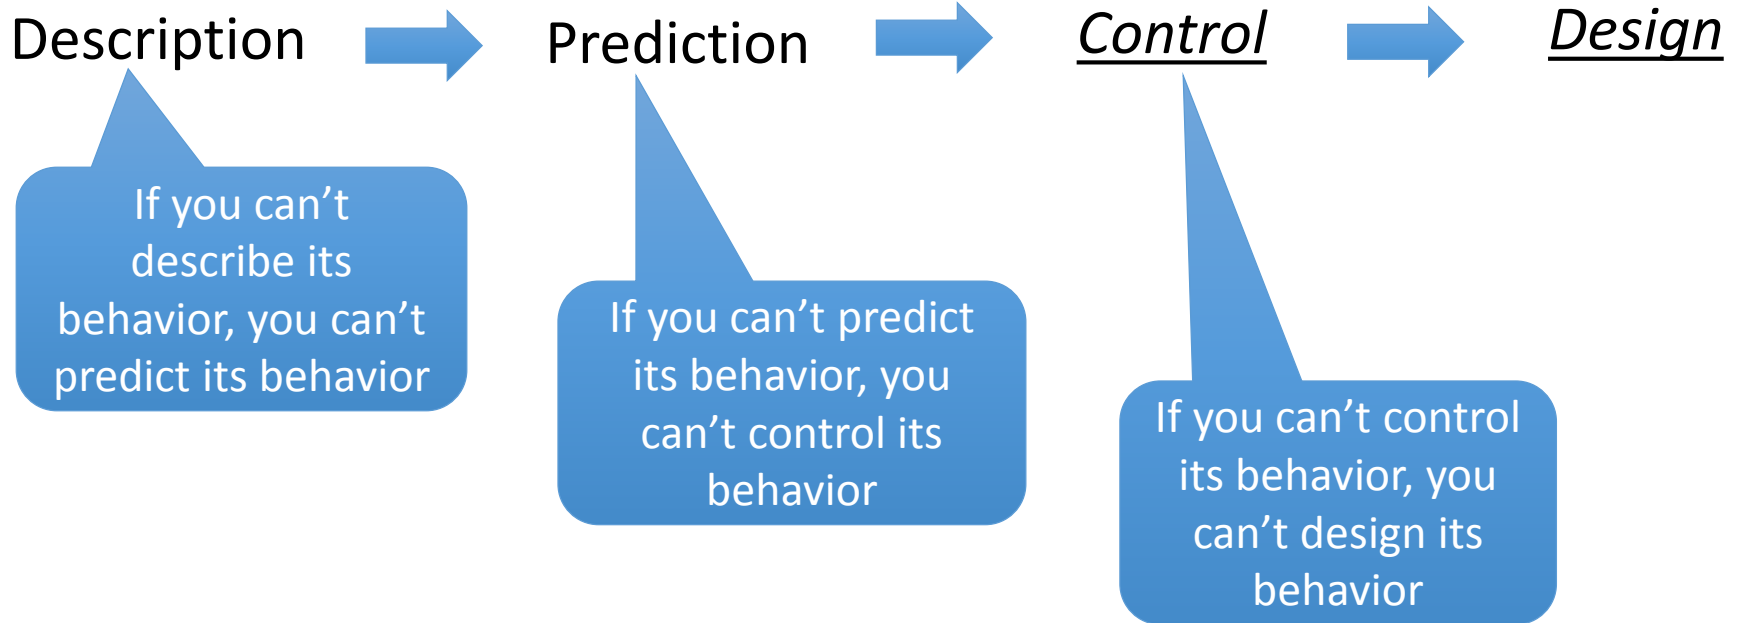 Description
Prediction
Control
Design
If you can’t
describe its
behavior, you can’t
predict its behavior
If you can’t predict
its behavior, you
can’t control its
behavior
If you can’t control
its behavior, you
can’t design its
behavior